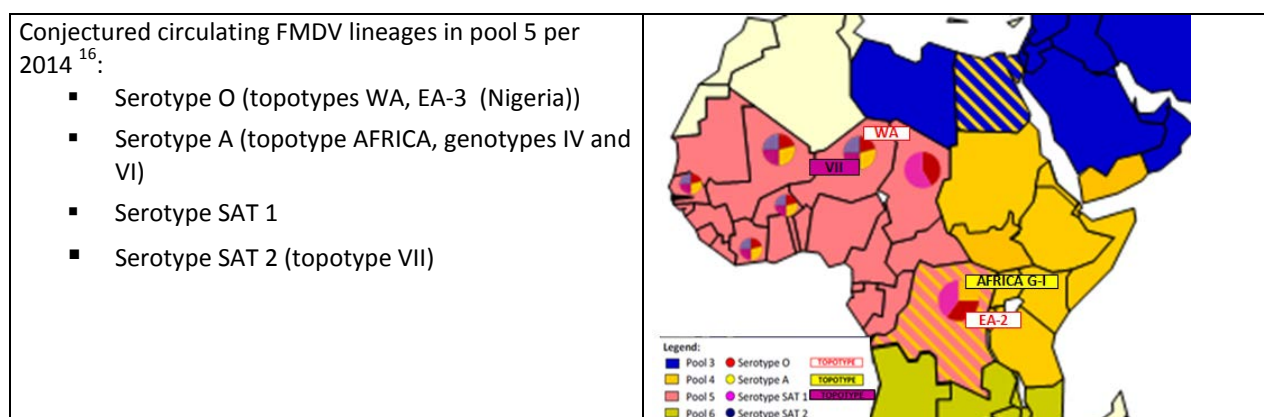 Conjectured circulating FMDV lineages in pool 5 per
2014 16:
▪ Serotype O (topotypes WA, EA-3 (Nigeria))
▪ Serotype A (topotype AFRICA, genotypes IV and
VI)
▪ Serotype SAT 1
▪ Serotype SAT 2 (topotype VII)
WA
VII
AFRICA G-I
EA-2
Legend:
Pool 3 Serotype O TOPOTYPE
Pool 4 Serotype A TOPOTYPE
Pool 5 Serotype SAT 1 TOPOTYPE
Pool 6 Serotype SAT 2